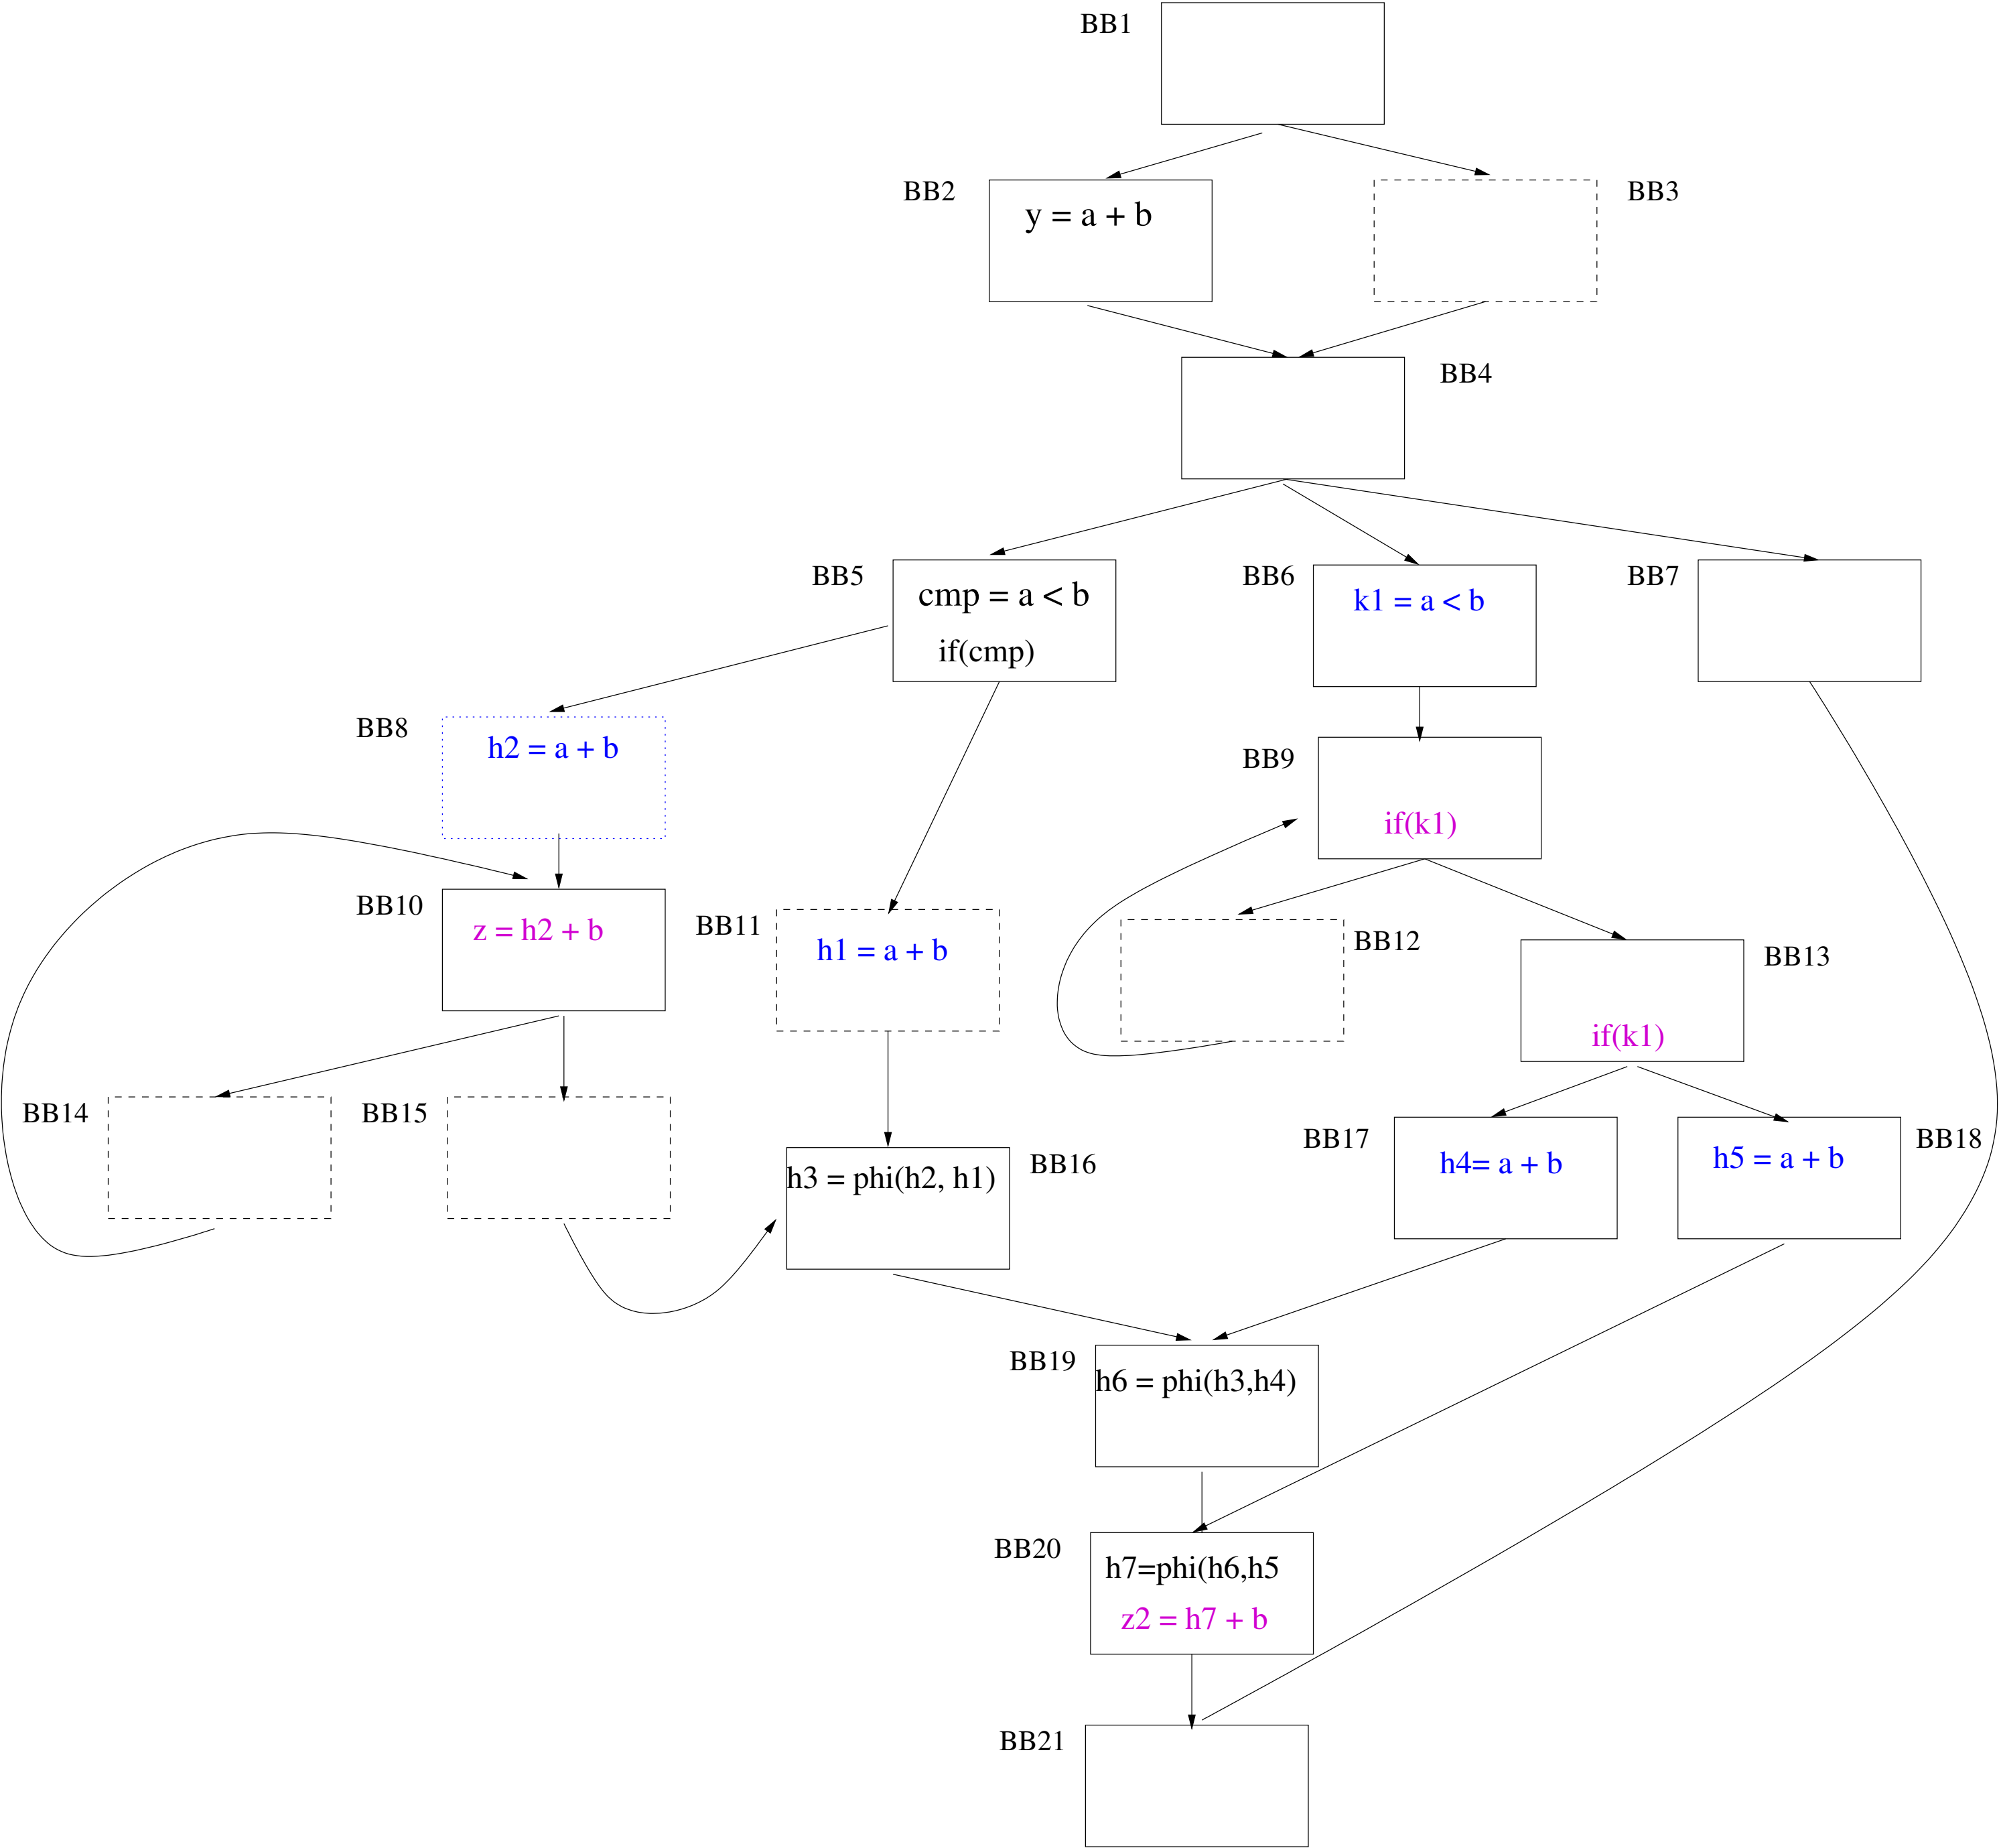 BB1
BB2
y = a + b
BB3
BB4
BB5
cmp = a < b
if(cmp)
BB6
k1 = a < b
BB7
BB8
h2 = a + b
BB9
if(k1)
BB10
z = h2 + b
BB11
h1 = a + b
BB12
BB13
if(k1)
BB14
BB15
BB16
h3 = phi(h2, h1)
BB17
h4= a + b
BB18
h5 = a + b
BB19
h6 = phi(h3,h4)
BB20
h7=phi(h6,h5
z2 = h7 + b
BB21